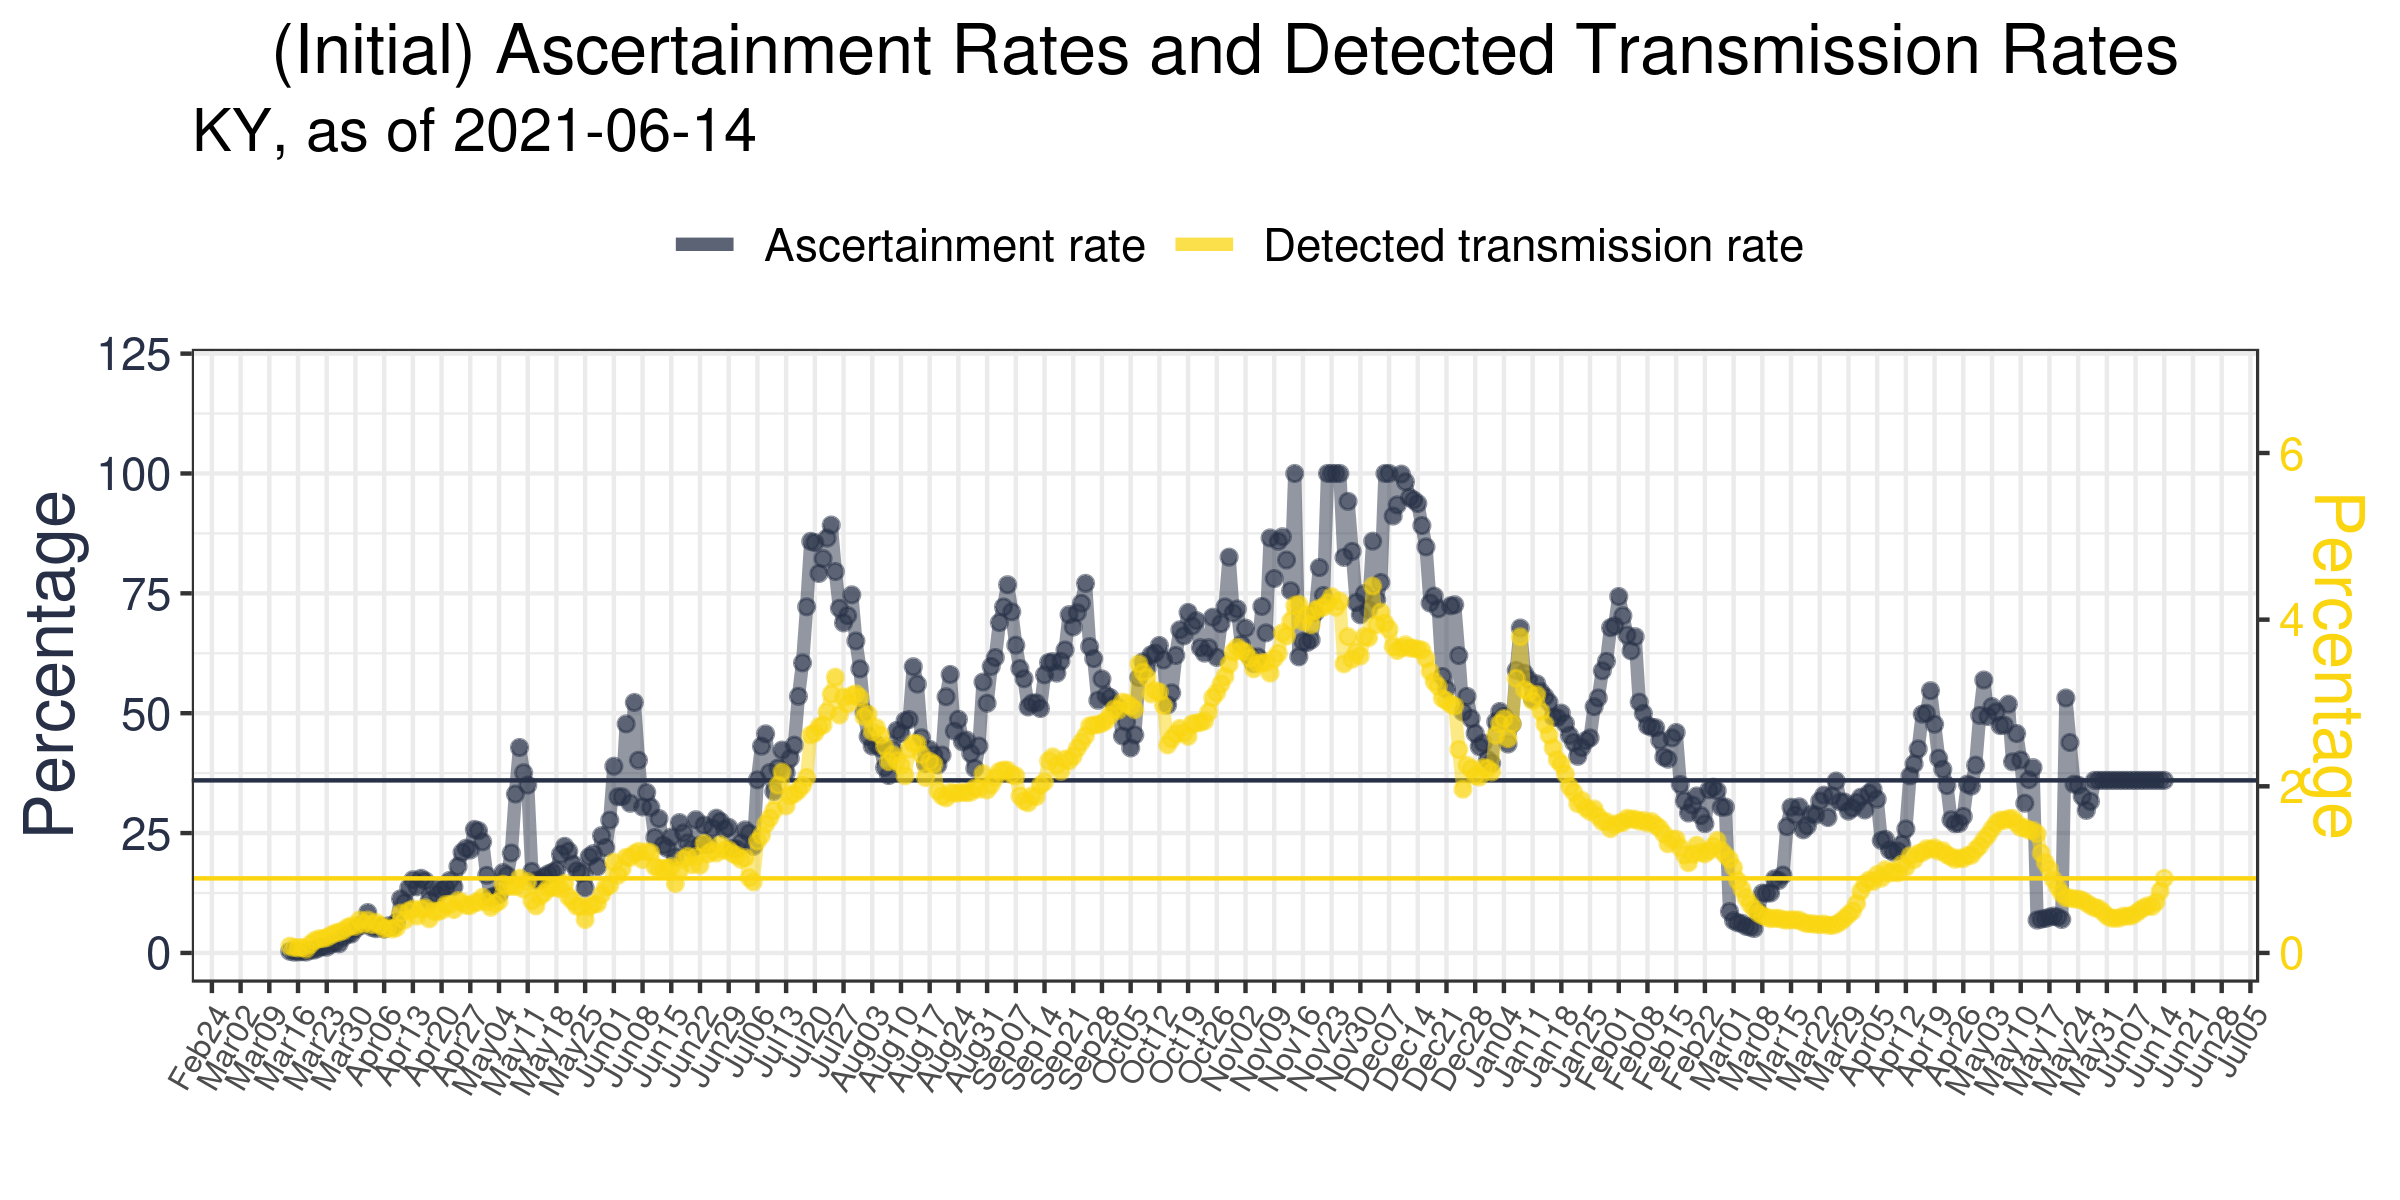 (Initial) Ascertainment Rates and Detected Transmission Rates
KY, as of 2021-06-14
Ascertainment rate
Detected transmission rate
Percentage
125
100
75
50
25
0
6
4
2
0
Percentage
Feb24
Mar02
Mar09
Mar16
Mar23
Mar30
Apr06
Apr13
Apr20
Apr27
May04
May11
May18
May25
Jun01
Jun08
Jun15
Jun22
Jun29
Jul06
Jul13
Jul20
Jul27
Aug03
Aug10
Aug17
Aug24
Aug31
Sep07
Sep14
Sep21
Sep28
Oct05
Oct12
Oct19
Oct26
Nov02
Nov09
Nov16
Nov23
Nov30
Dec07
Dec14
Dec21
Dec28
Jan04
Jan11
Jan18
Jan25
Feb01
Feb08
Feb15
Feb22
Mar01
Mar08
Mar15
Mar22
Mar29
Apr05
Apr12
Apr19
Apr26
May03
May10
May17
May24
May31
Jun07
Jun14
Jun21
Jun28
Jul05